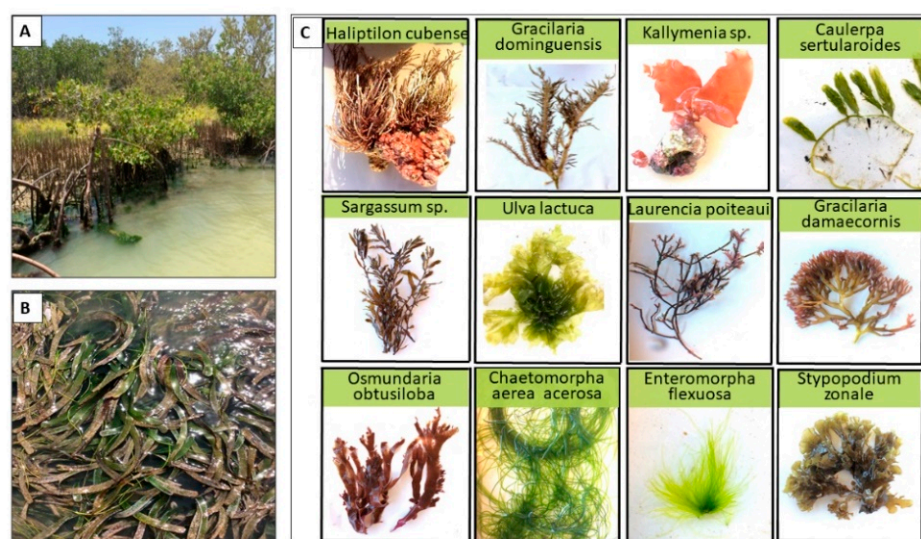 A
B
C
Haliptilon cubense
Gracilaria
dominguensis
Kallymenia sp.
Caulerpa
sertularoides
Sargassum sp.
Ulva lactuca
Laurencia poiteaui
Gracilaria
damaecornis
Osmundaria
obtusiloba
Chaetomorpha
aerea acerosa
Enteromorpha
flexuosa
Stypopodium
zonale